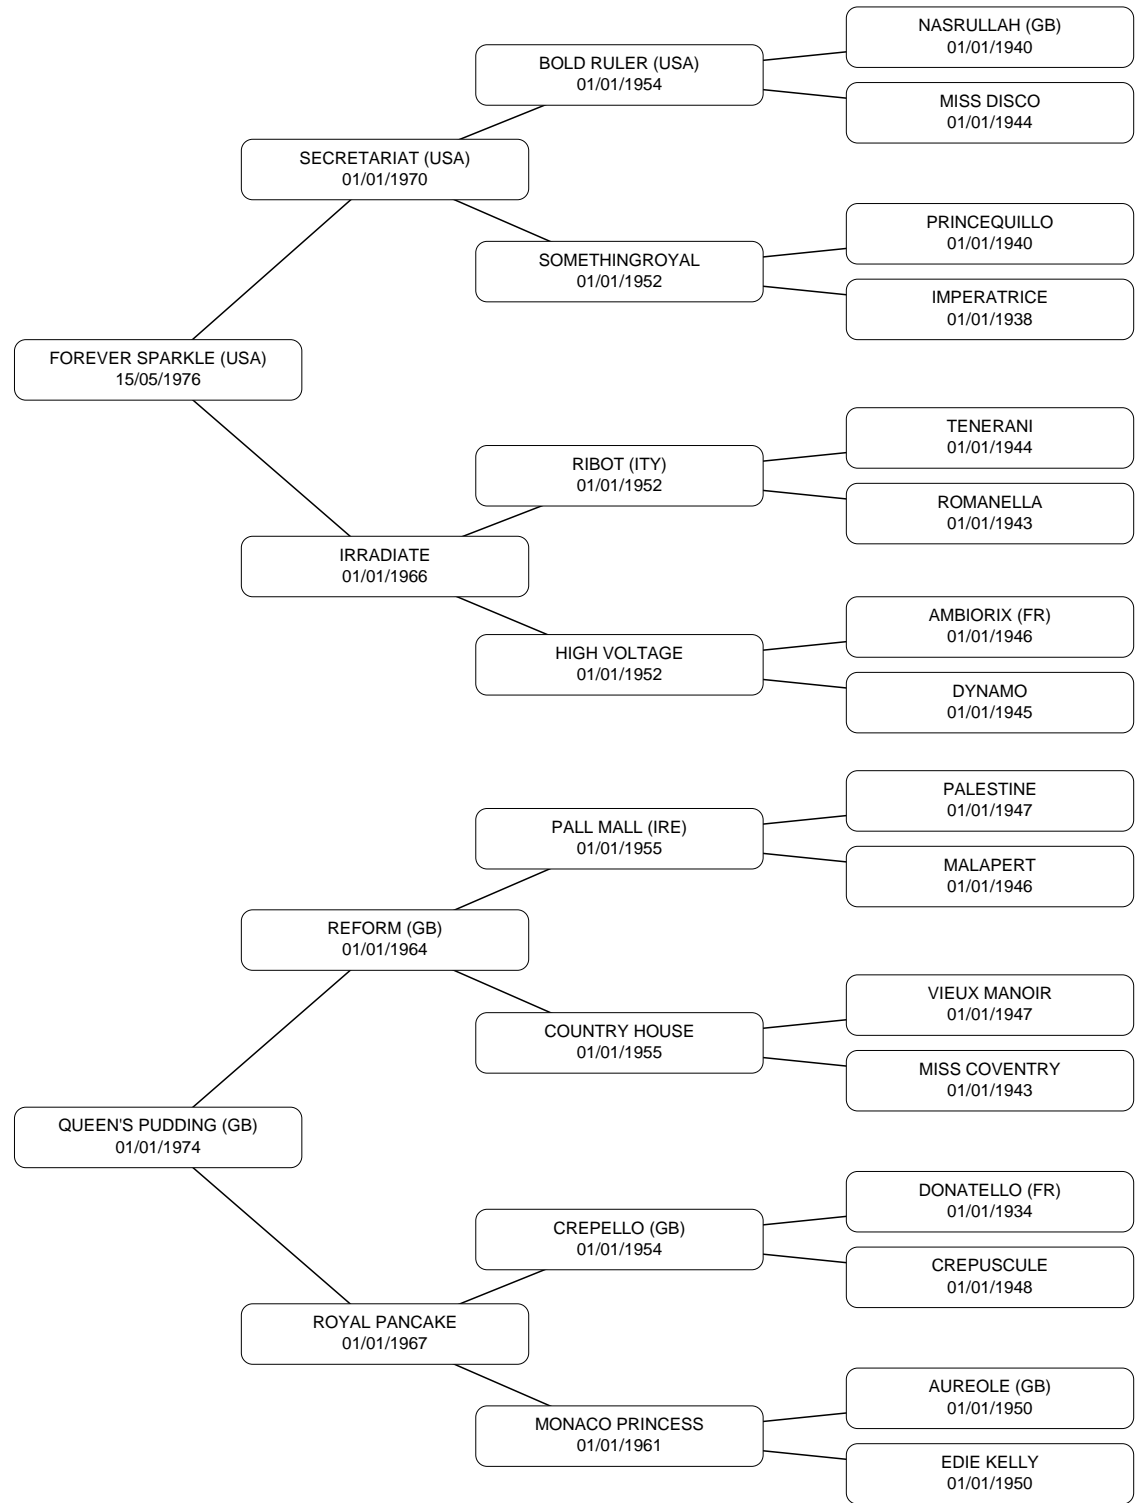 NASRULLAH (GB)
01/01/1940
BOLD RULER (USA)
01/01/1954
MISS DISCO
01/01/1944
SECRETARIAT (USA)
01/01/1970
PRINCEQUILLO
01/01/1940
SOMETHINGROYAL
01/01/1952
IMPERATRICE
01/01/1938
FOREVER SPARKLE (USA)
15/05/1976
TENERANI
01/01/1944
RIBOT (ITY)
01/01/1952
ROMANELLA
01/01/1943
IRRADIATE
01/01/1966
AMBIORIX (FR)
01/01/1946
HIGH VOLTAGE
01/01/1952
DYNAMO
01/01/1945
PALESTINE
01/01/1947
PALL MALL (IRE)
01/01/1955
MALAPERT
01/01/1946
REFORM (GB)
01/01/1964
VIEUX MANOIR
01/01/1947
COUNTRY HOUSE
01/01/1955
MISS COVENTRY
01/01/1943
QUEEN'S PUDDING (GB)
01/01/1974
DONATELLO (FR)
01/01/1934
CREPELLO (GB)
01/01/1954
CREPUSCULE
01/01/1948
ROYAL PANCAKE
01/01/1967
AUREOLE (GB)
01/01/1950
MONACO PRINCESS
01/01/1961
EDIE KELLY
01/01/1950